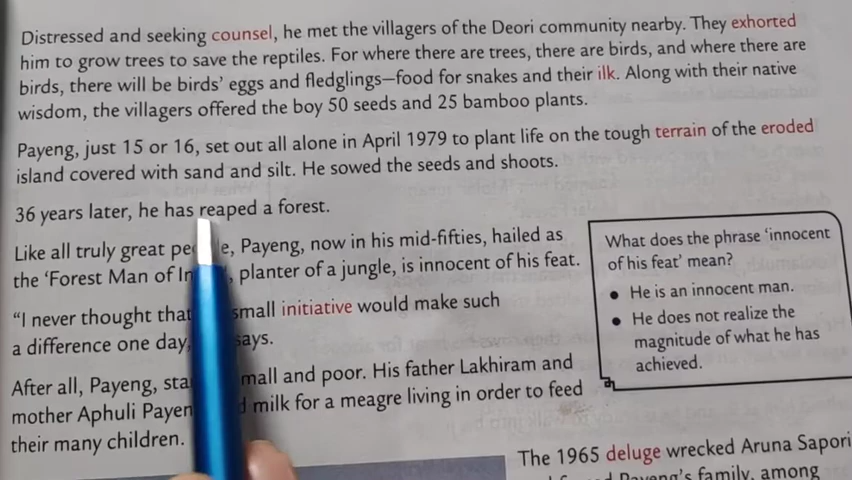 Distressed and seeking counsel, he met the villagers of the Deori community nearby. They exhorted
him to grow trees to save the reptiles. For where there are trees, there are birds, and where there are
birds, there will be birds' eggs and fledglings—food for snakes and their ilk. Along with their native
wisdom, the villagers offered the boy 50 seeds and 25 bamboo plants.
Payeng, just 15 or 16, set out all alone in April 1979 to plant life on the tough terrain of the eroded
island covered with sand and silt. He sowed the seeds and shoots.
36 years later, he has reaped a forest.
Like all truly great pe e, Payeng, now in his mid-fifties, hailed as
the 'Forest Man of In , planter of a jungle, is innocent of his feat.
"I never thought that small initiative would make such
a difference one day, says.
After all, Payeng, sta mall and poor. His father Lakhiram and
mother Aphuli Payen d milk for a meagre living in order to feed
their many children.
What does the phrase 'innocent
of his feat' mean?
• He is an innocent man.
• He does not realize the
magnitude of what he has
achieved.
The 1965 deluge wrecked Aruna Sapori
Payeng's family, among